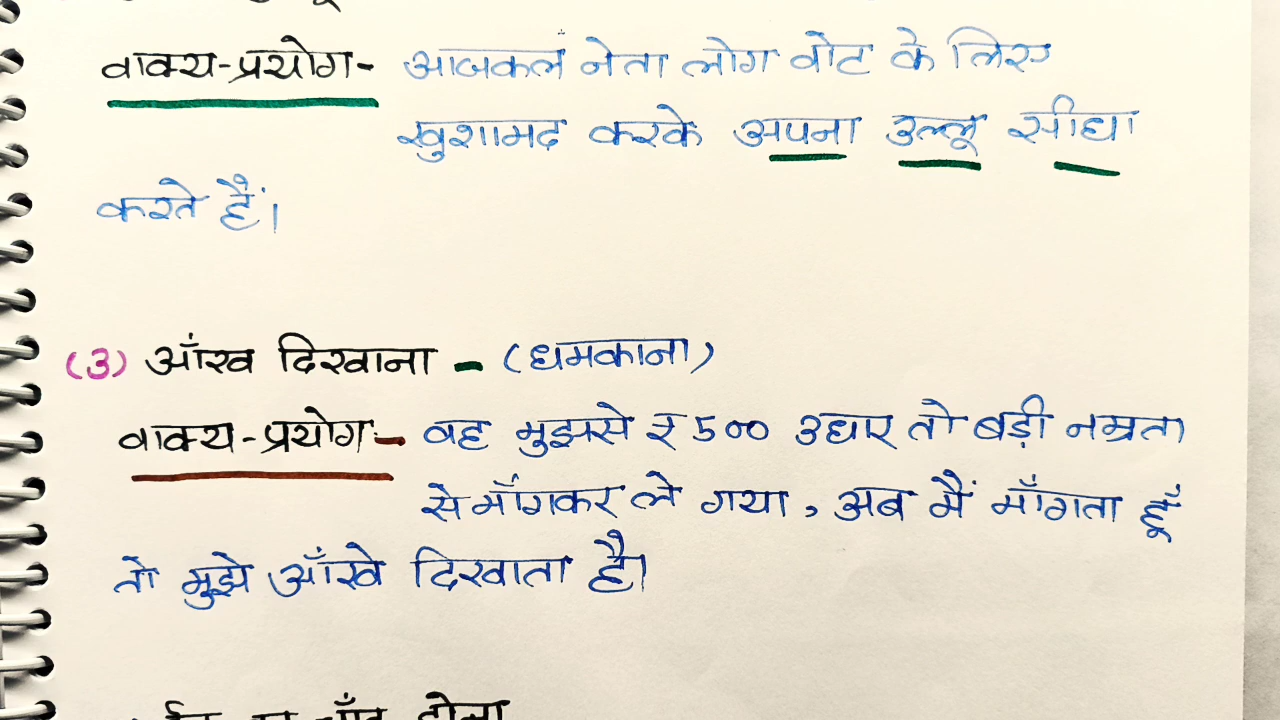 वाक्य-प्रयोग- आजकल नेता लोग वोट के लिए
खुशामद करके अपना उल्लू सीधा
करते हैं।
(3) आँख दिखाना - (धमकाना)
वाक्य-प्रयोग- वह मुझसे ₹ 500 उधार तो बड़ी नम्रता
से माँगकर ले गया, अब मैं माँगता हूँ
तो मुझे आँखे दिखाता है।